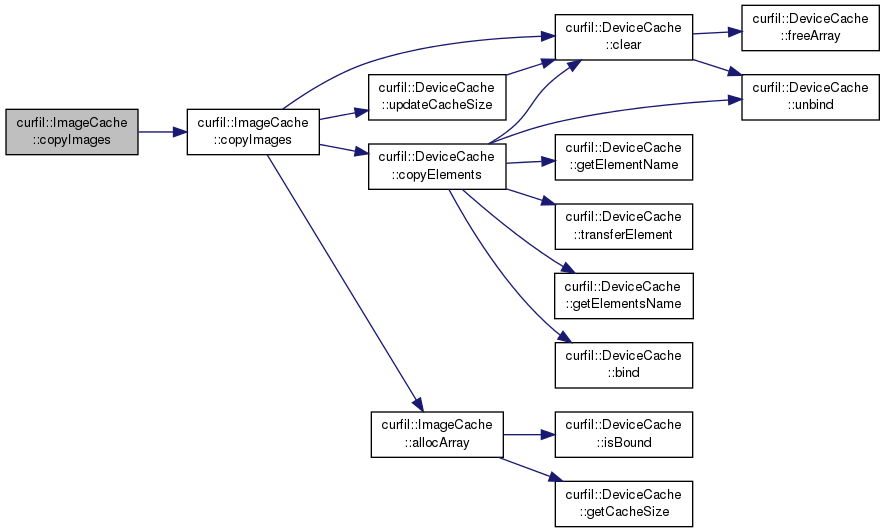 curfil::ImageCache
::copyImages
curfil::ImageCache
::copyImages
curfil::DeviceCache
::clear
curfil::DeviceCache
::freeArray
curfil::DeviceCache
::updateCacheSize
curfil::DeviceCache
::unbind
curfil::DeviceCache
::copyElements
curfil::DeviceCache
::getElementName
curfil::DeviceCache
::transferElement
curfil::DeviceCache
::getElementsName
curfil::DeviceCache
::bind
curfil::ImageCache
::allocArray
curfil::DeviceCache
::isBound
curfil::DeviceCache
::getCacheSize